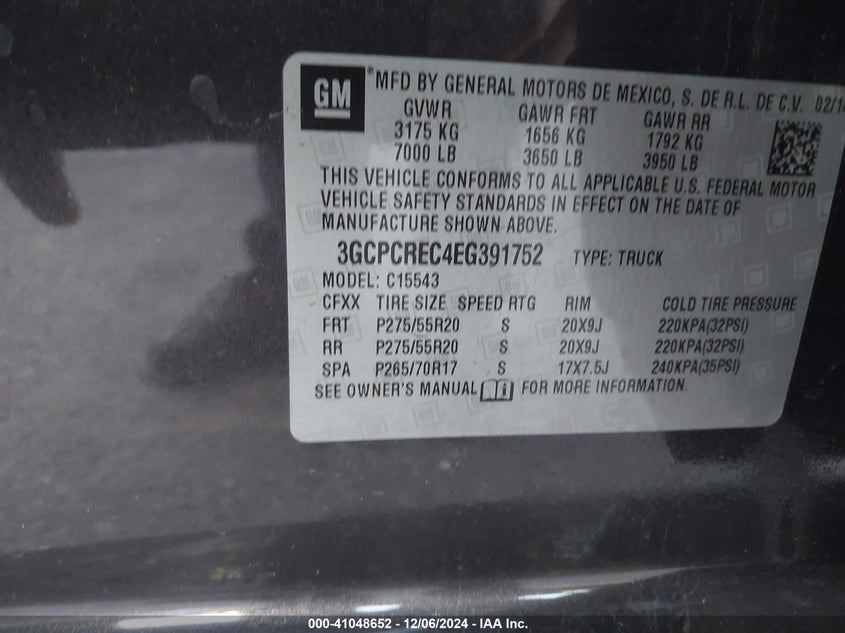 GM
® MFD BY GENERAL MOTORS DE MEXICO, S. DE R.L. DE C.V. 02/14
GVWR GAWR FRT GAWR RR
3175 KG 1656 KG 1792 KG
7000 LB 3650 LB 3950 LB
THIS VEHICLE CONFORMS TO ALL APPLICABLE U.S. FEDERAL MOTOR
VEHICLE SAFETY STANDARDS IN EFFECT ON THE DATE OF
MANUFACTURE SHOWN ABOVE.
3GCPCREC4EG391752 TYPE: TRUCK
MODEL: C15543
CFXX TIRE SIZE SPEED RTG RIM COLD TIRE PRESSURE
FRT P275/55R20 S 20X9J 220KPA(32PSI)
RR P275/55R20 S 20X9J 220KPA(32PSI)
SPA P265/70R17 S 17X7.5J 240KPA(35PSI)
SEE OWNER'S MANUAL i FOR MORE INFORMATION.
000-41048652 - 12/06/2024 - IAA Inc.